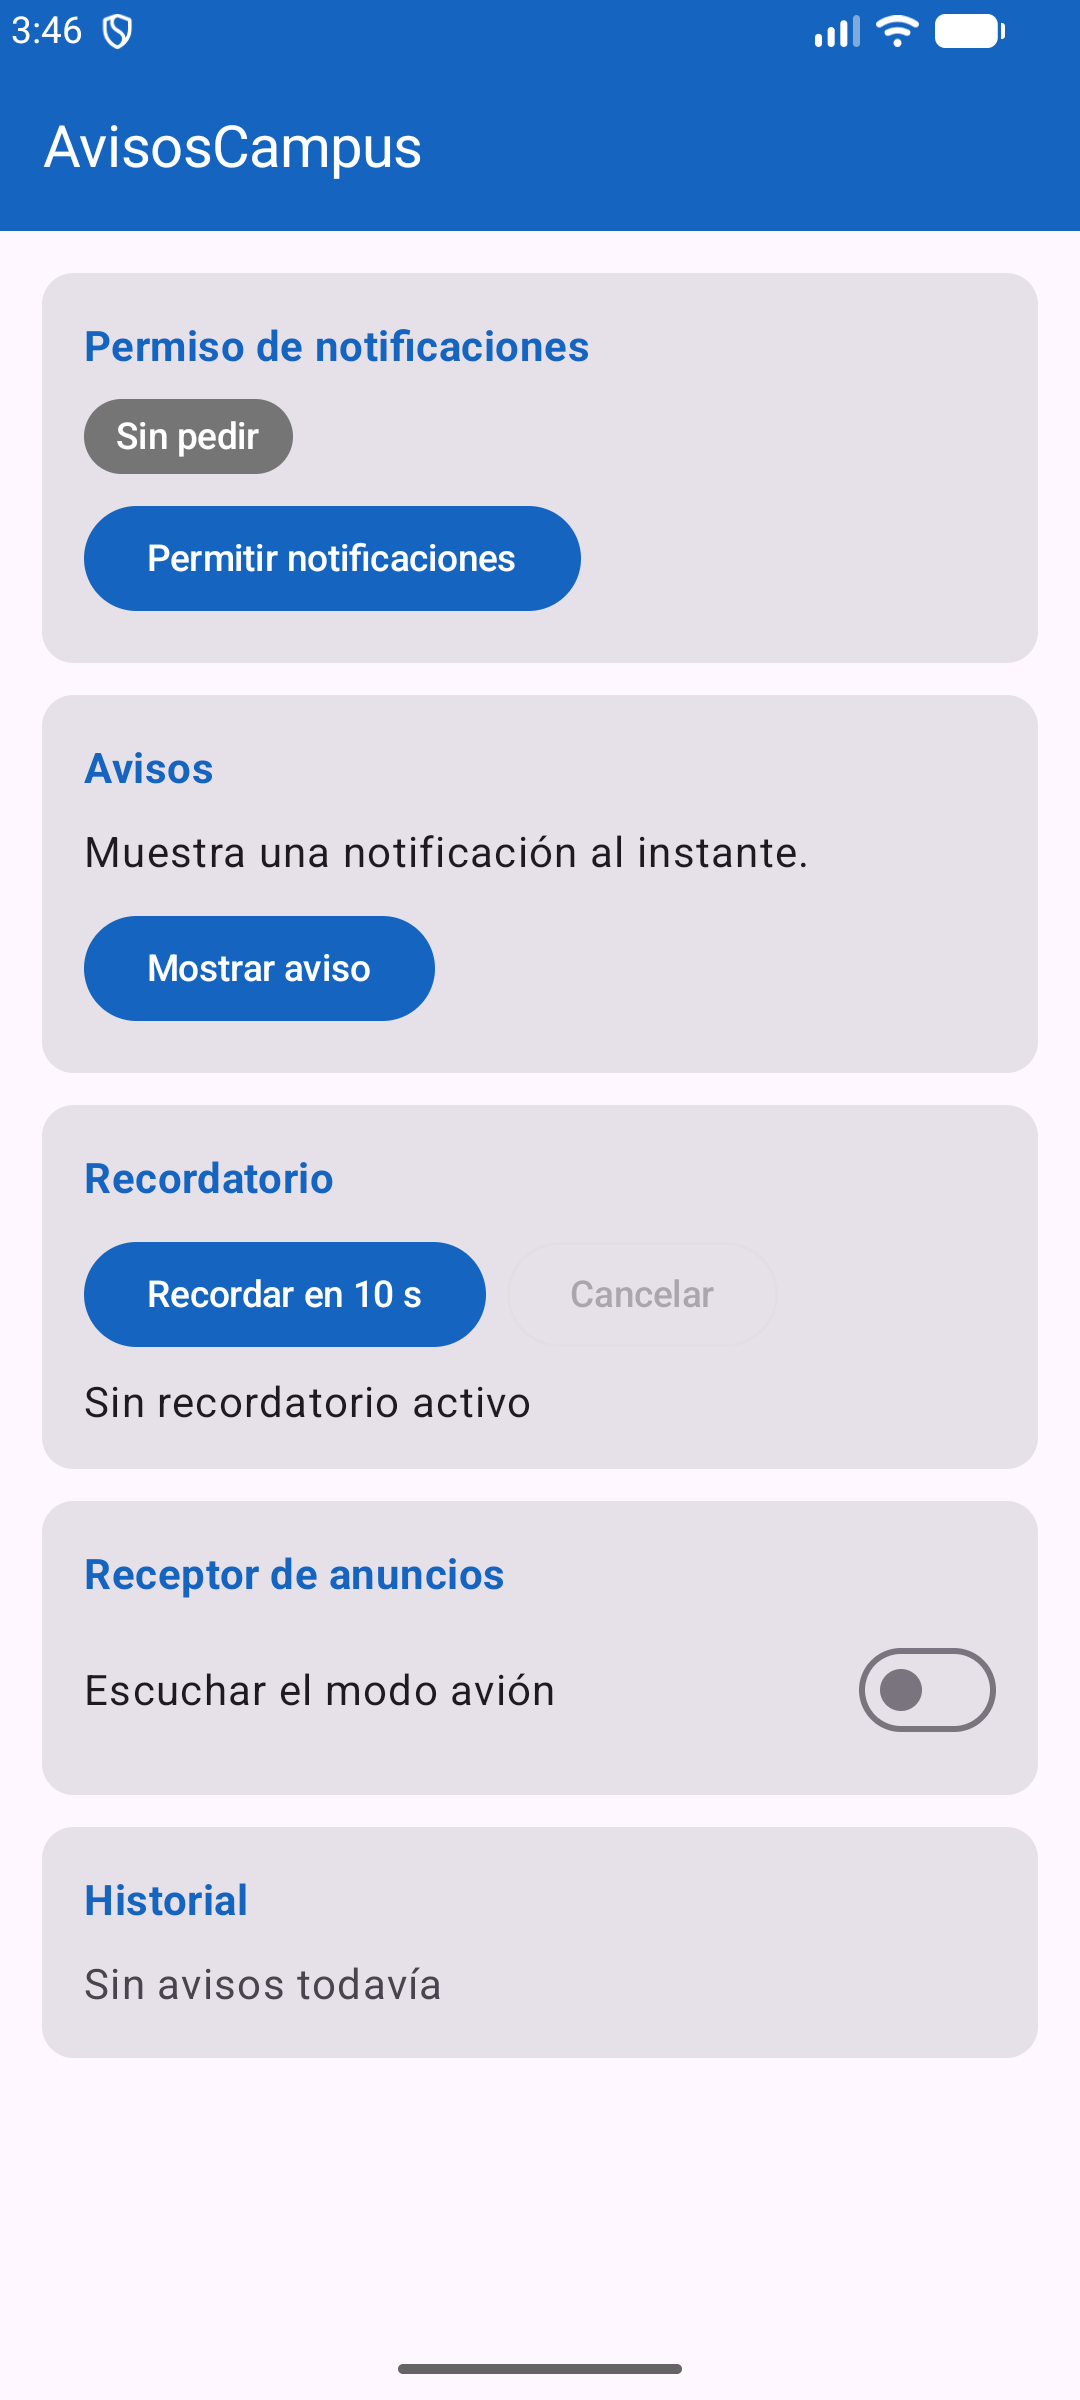 3:46
AvisosCampus
Permiso de notificaciones
Sin pedir
Permitir notificaciones
Avisos
Muestra una notificación al instante.
Mostrar aviso
Recordatorio
Recordar en 10 s
Cancelar
Sin recordatorio activo
Receptor de anuncios
Escuchar el modo avión
Historial
Sin avisos todavía